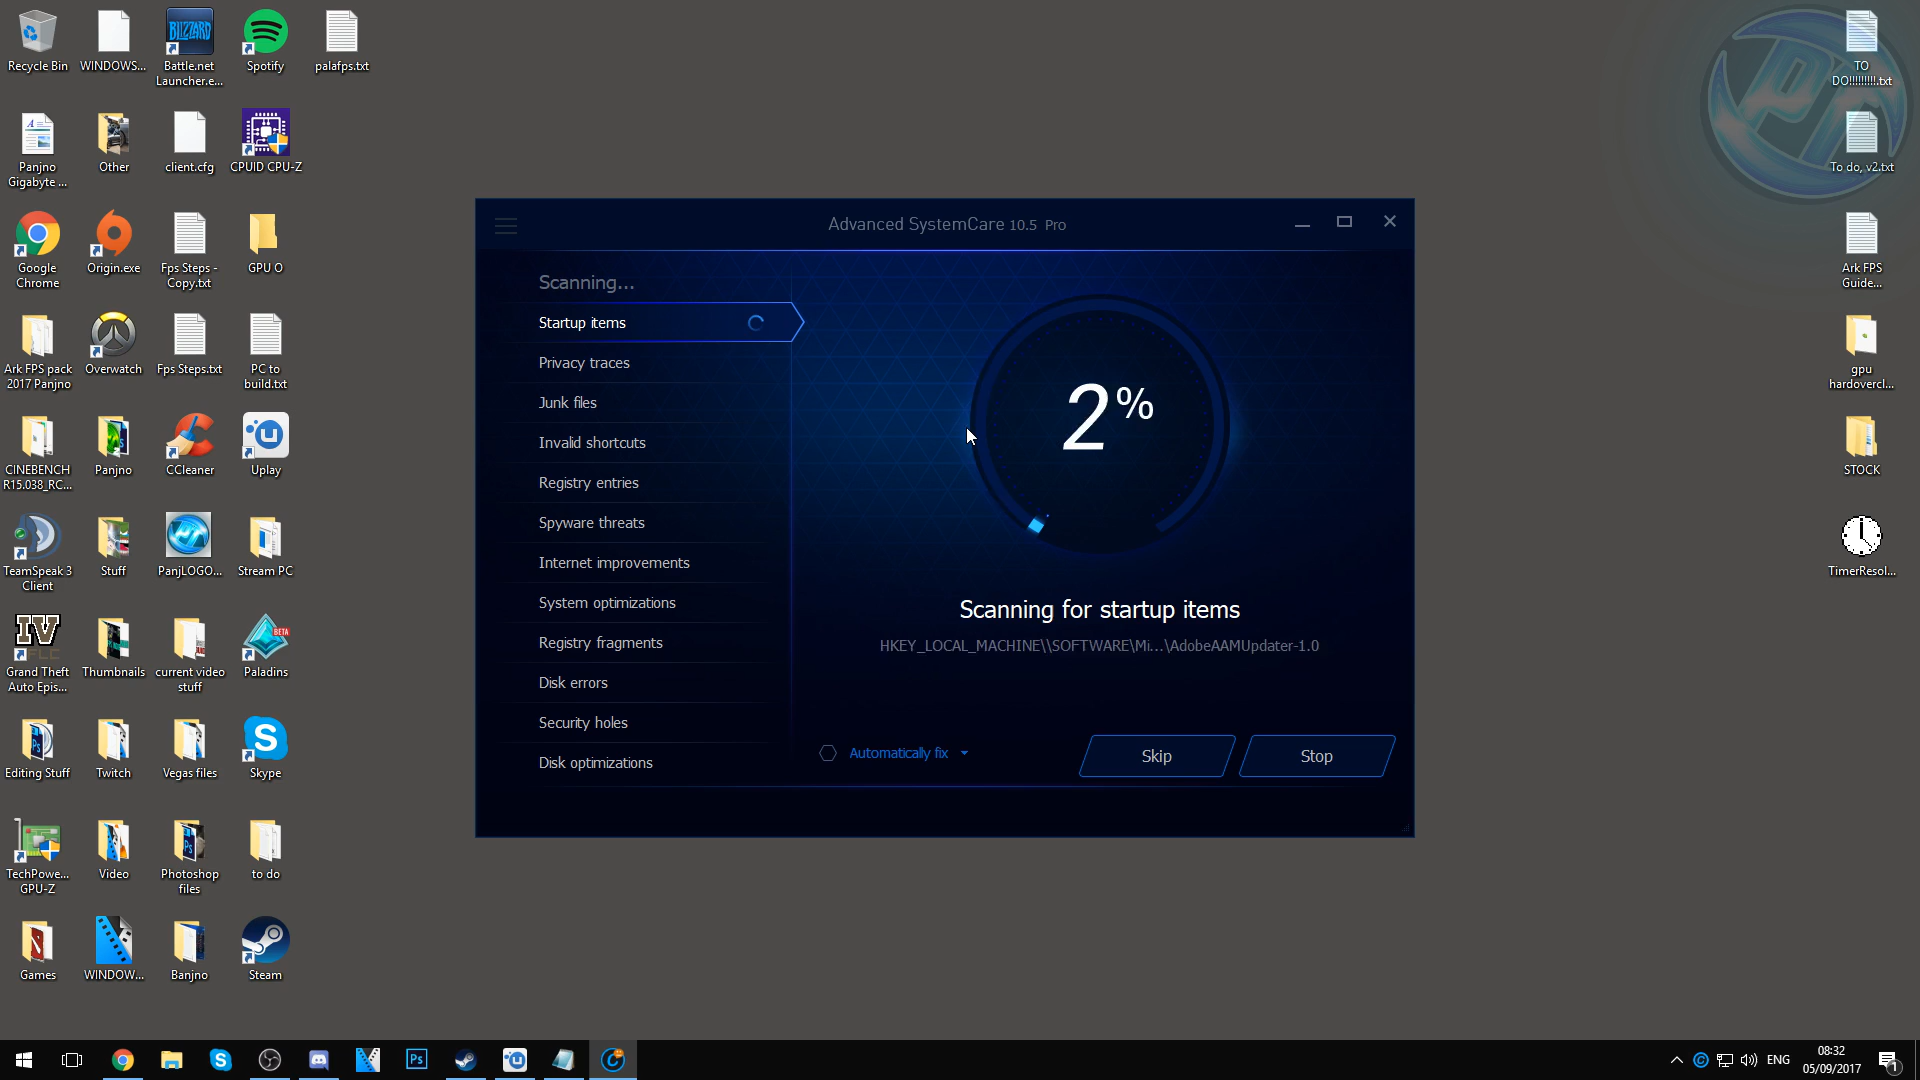 Recycle Bin
WINDOWS...
Battle.net
Launcher.e...
Spotify
palafps.txt
Panjno
Gigabyte ...
Other
client.cfg
CPUID CPU-Z
Google
Chrome
Origin.exe
Fps Steps -
Copy.txt
GPU O
Ark FPS pack
2017 Panjno
Overwatch
Fps Steps.txt
PC to
build.txt
CINEBENCH
R15.038_RC...
Panjno
CCleaner
Uplay
TeamSpeak 3
Client
Stuff
PanjLOGO...
Stream PC
Grand Theft
Auto Epis...
Thumbnails
current video
stuff
Paladins
Editing Stuff
Twitch
Vegas files
Skype
TechPowe...
GPU-Z
Video
Photoshop
files
to do
Games
WINDOW...
Banjno
Steam
BLIZZARD
IV
BETA
Advanced SystemCare 10.5 Pro
Scanning...
Startup items
Privacy traces
Junk files
Invalid shortcuts
Registry entries
Spyware threats
Internet improvements
System optimizations
Registry fragments
Disk errors
Security holes
Disk optimizations
2%
Scanning for startup items
HKEY_LOCAL_MACHINE\\SOFTWARE\Mi...\AdobeAAMUpdater-1.0
Automatically fix
Skip
Stop
TO
DO!!!!!!!!!.txt
To do, v2.txt
Ark FPS
Guide...
gpu
hardovercl...
STOCK
TimerResol...
Ps
ENG
08:32
05/09/2017
1